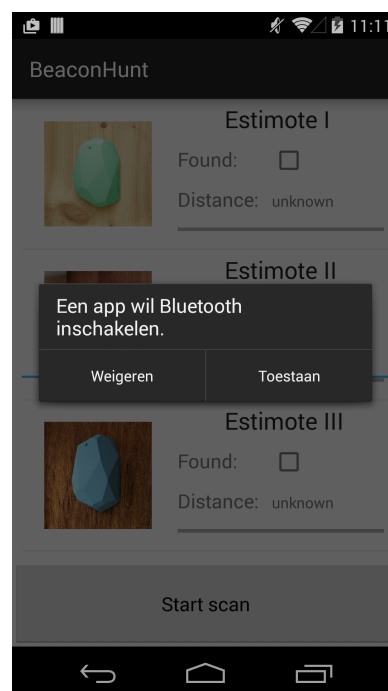 11:11
BeaconHunt
Estimote I
Found:
Distance: unknown
Estimote II
Een app wil Bluetooth
inschakelen.
Weigeren Toestaan
Estimote III
Found:
Distance: unknown
Start scan